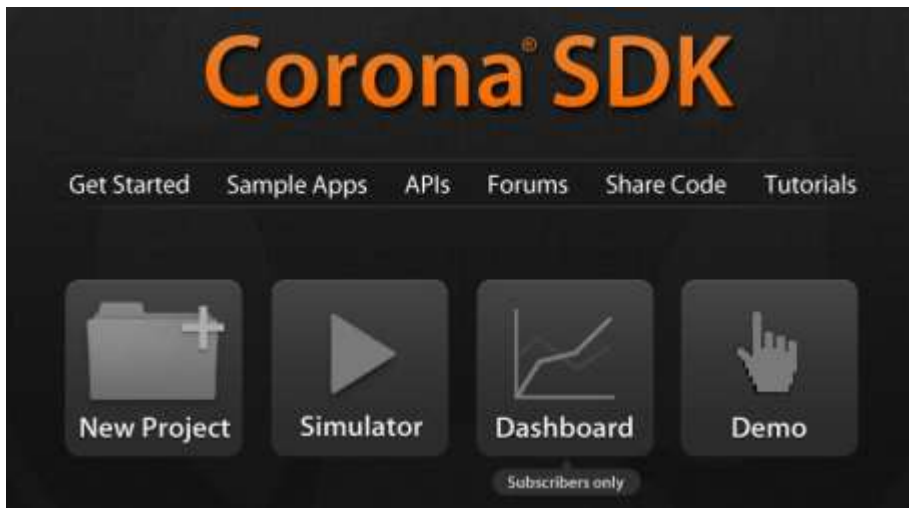 Corona® SDK
Get Started Sample Apps APIs Forums Share Code Tutorials
New Project Simulator Dashboard Demo
Subscribers only